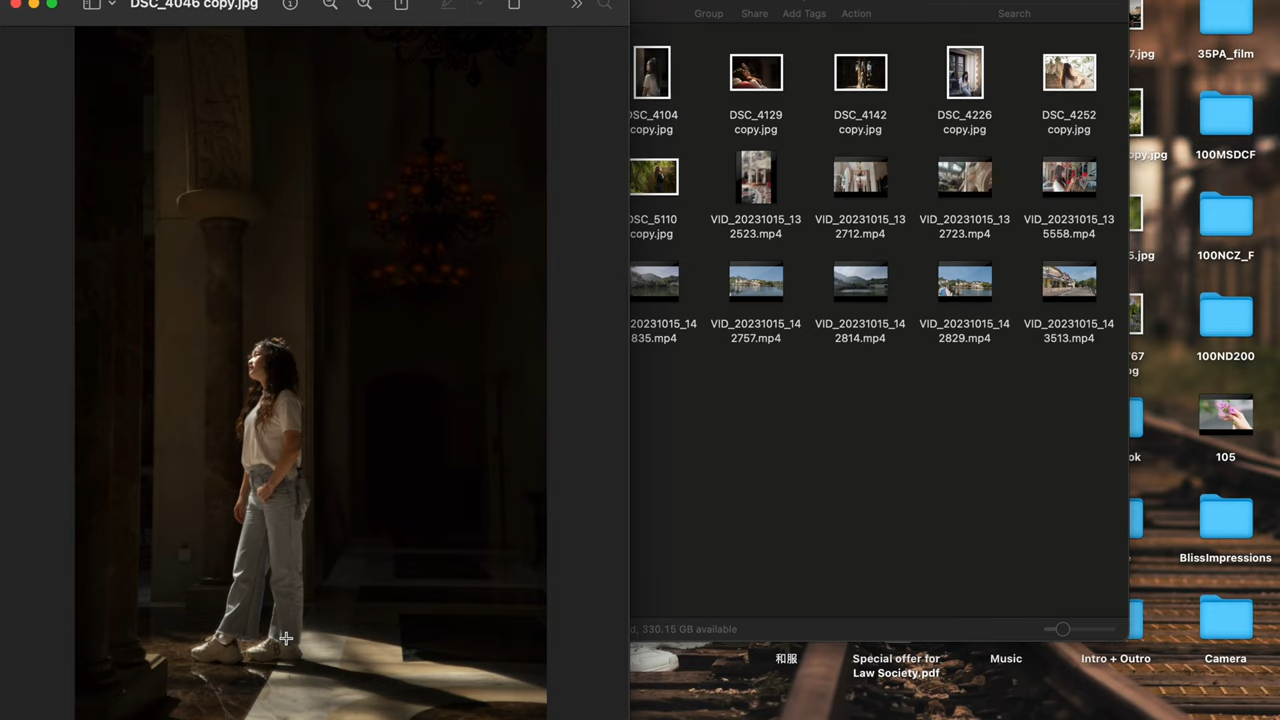 DSC_4046 copy.jpg
Group
Share
Add Tags
Action
Search
copy.jpg
DSC_4129
copy.jpg
DSC_4142
copy.jpg
DSC_4226
copy.jpg
DSC_4252
copy.jpg
copy.jpg
VID_20231015_13
2523.mp4
VID_20231015_13
2712.mp4
VID_20231015_13
2723.mp4
VID_20231015_13
5558.mp4
20231015_14
835.mp4
VID_20231015_14
2757.mp4
VID_20231015_14
2814.mp4
VID_20231015_14
2829.mp4
VID_20231015_14
3513.mp4
330.15 GB available
7.jpg
35PA_film
opy.jpg
100MSDCF
5.jpg
100NCZ_F
67
100ND200
ok
105
BlissImpressions
和服
Special offer for
Law Society.pdf
Music
Intro + Outro
Camera